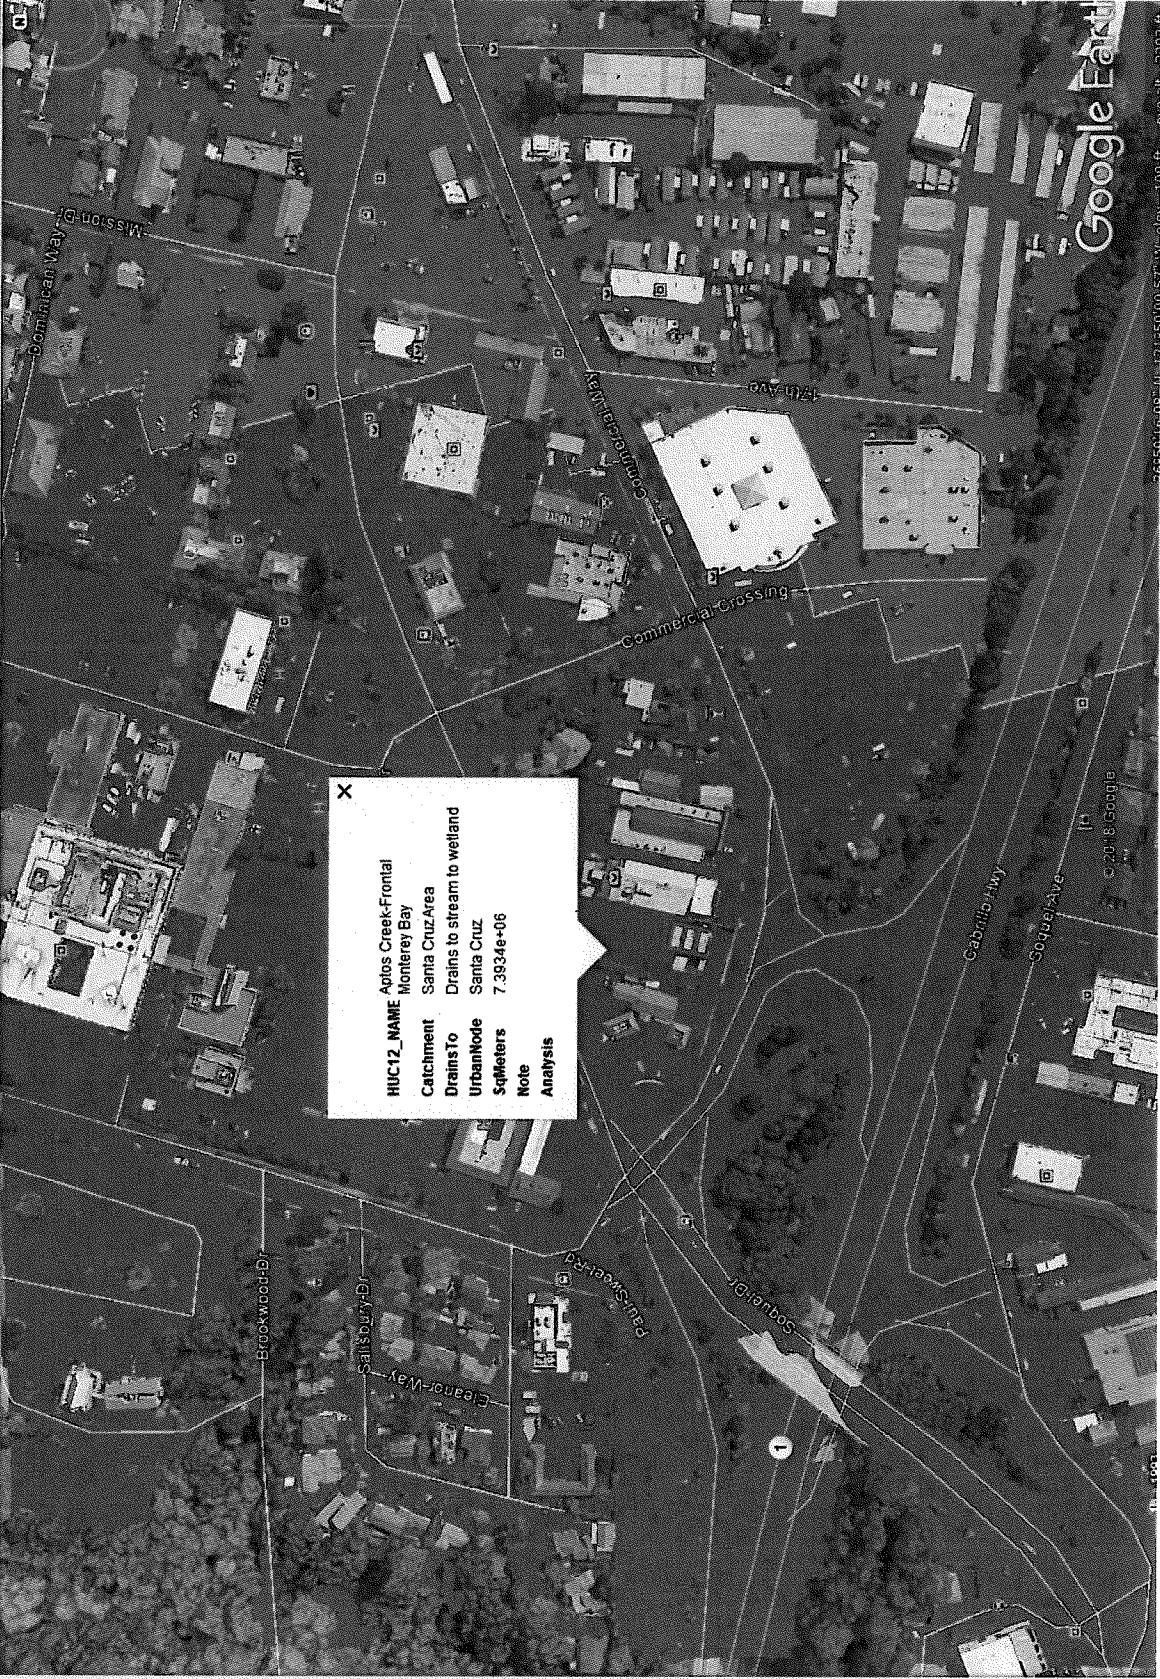 HUC12_NAME Aptos Creek-Frontal
Monterey Bay
Catchment Santa CruzArea
DrainsTo Drains to stream to wetland
UrbanNode Santa Cruz
SqMeters 7.3934e+06
Note
Analysis
Brookwood-Dr
Salisbury-Dr
Eleanor-Way
Paul-Sweet-Rd
Soquel-Dr
1
Commercial-Crossing
Commercial-Way
17th-Ave
Mission-Dr
Dominican Way
Cabrillo Hwy
Soquel-Ave
© 2018 Google
Google Earth
N